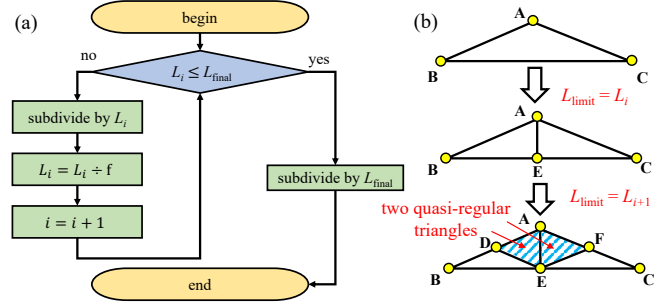 (a)
begin
no
yes
L_i ≤ L_final
subdivide by L_i
L_i = L_i ÷ f
i = i + 1
subdivide by L_final
end
(b)
A
B
C
L_limit = L_i
A
B
E
C
L_limit = L_{i+1}
two quasi-regular
triangles
A
D
F
B
E
C